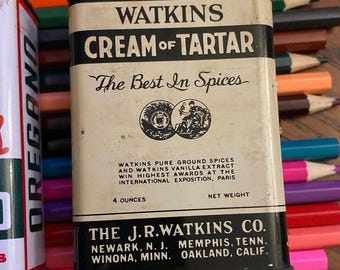 WATKINS
CREAM OF TARTAR
The Best In Spices
WATKINS PURE GROUND SPICES
AND WATKINS VANILLA EXTRACT
WIN HIGHEST AWARDS AT THE
INTERNATIONAL EXPOSITION, PARIS
4 OUNCES NET WEIGHT
THE J.R.WATKINS CO.
NEWARK, N. J. MEMPHIS, TENN.
WINONA, MINN. OAKLAND, CALIF.
OREGANO